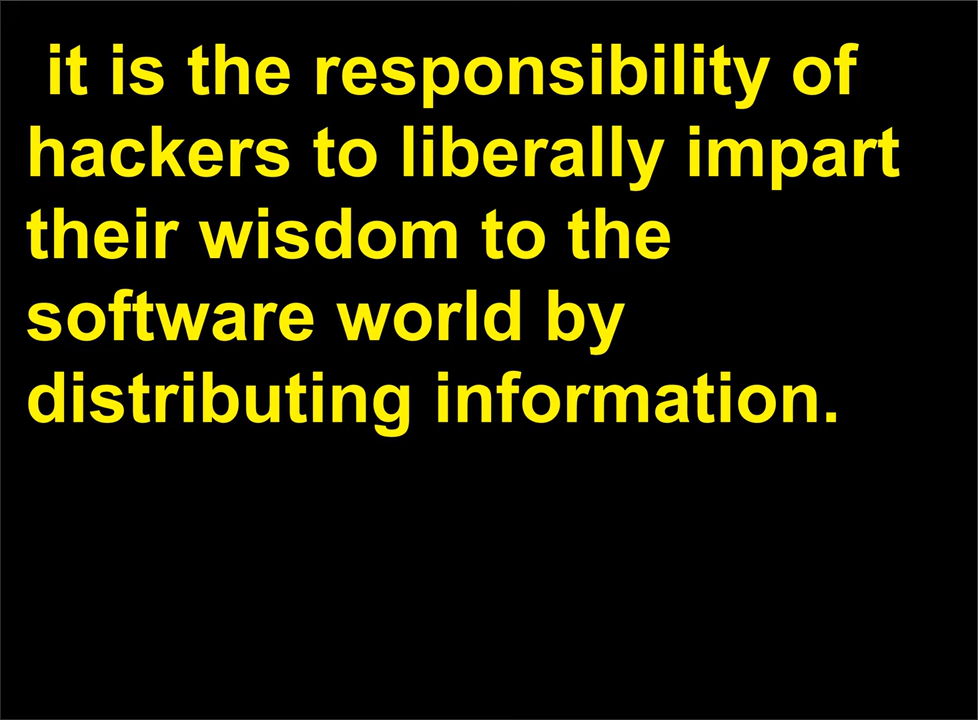 it is the responsibility of
hackers to liberally impart
their wisdom to the
software world by
distributing information.